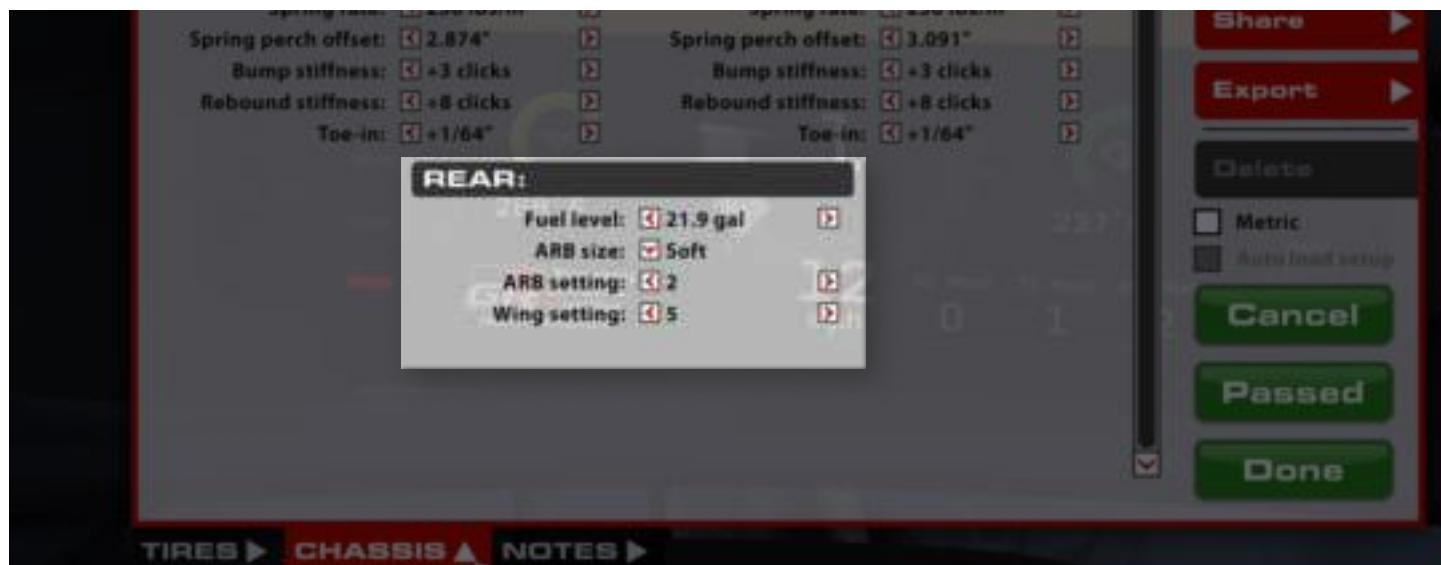 Share
Spring perch offset: 2.874" Spring perch offset: 3.091"
Bump stiffness: +3 clicks Bump stiffness: +3 clicks
Export
Rebound stiffness: +8 clicks Rebound stiffness: +8 clicks
Toe-in: +1/64" Toe-in: +1/64"
REAR:
Delete
Fuel level: 21.9 gal
Metric
ARB size: Soft
Auto load setup
ARB setting: 2
Wing setting: 5
0 1 2
Cancel
Passed
Done
TIRES CHASSIS NOTES